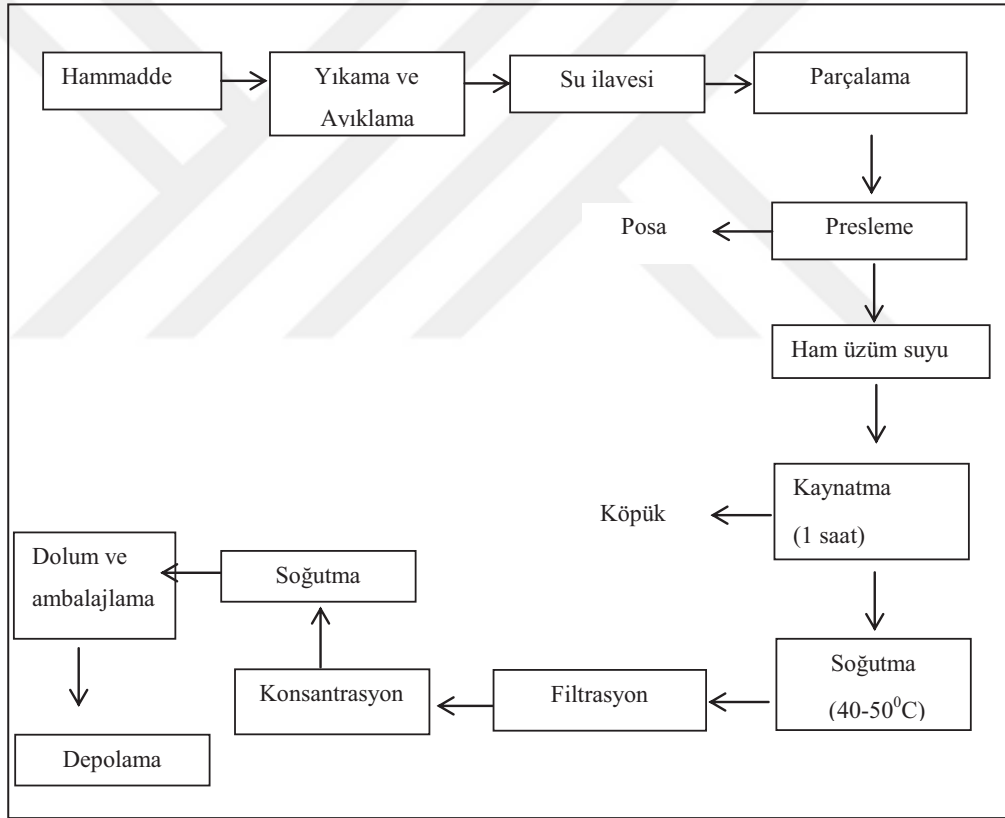 Hammadde
Yıkama ve
Ayıklama
Su ilavesi
Parçalama
Posa
Presleme
Ham üzüm suyu
Kaynatma
(1 saat)
Köpük
Soğutma
(40-50⁰C)
Filtrasyon
Konsantrasyon
Soğutma
Dolum ve
ambalajlama
Depolama